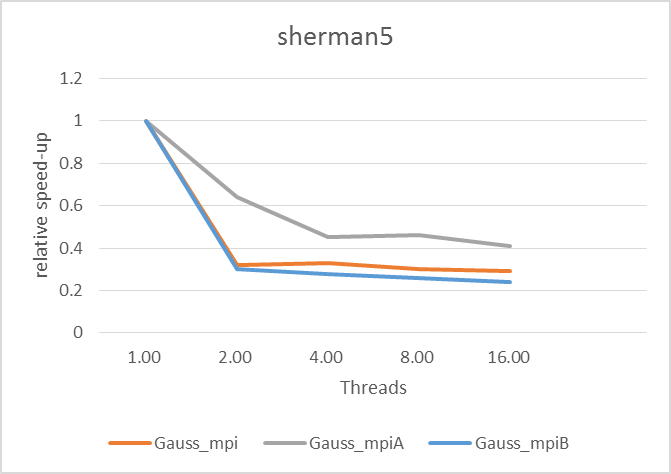 sherman5
1.2
1
0.8
0.6
0.4
0.2
0
relative speed-up
1.00 2.00 4.00 8.00 16.00
Threads
Gauss_mpi Gauss_mpiA Gauss_mpiB